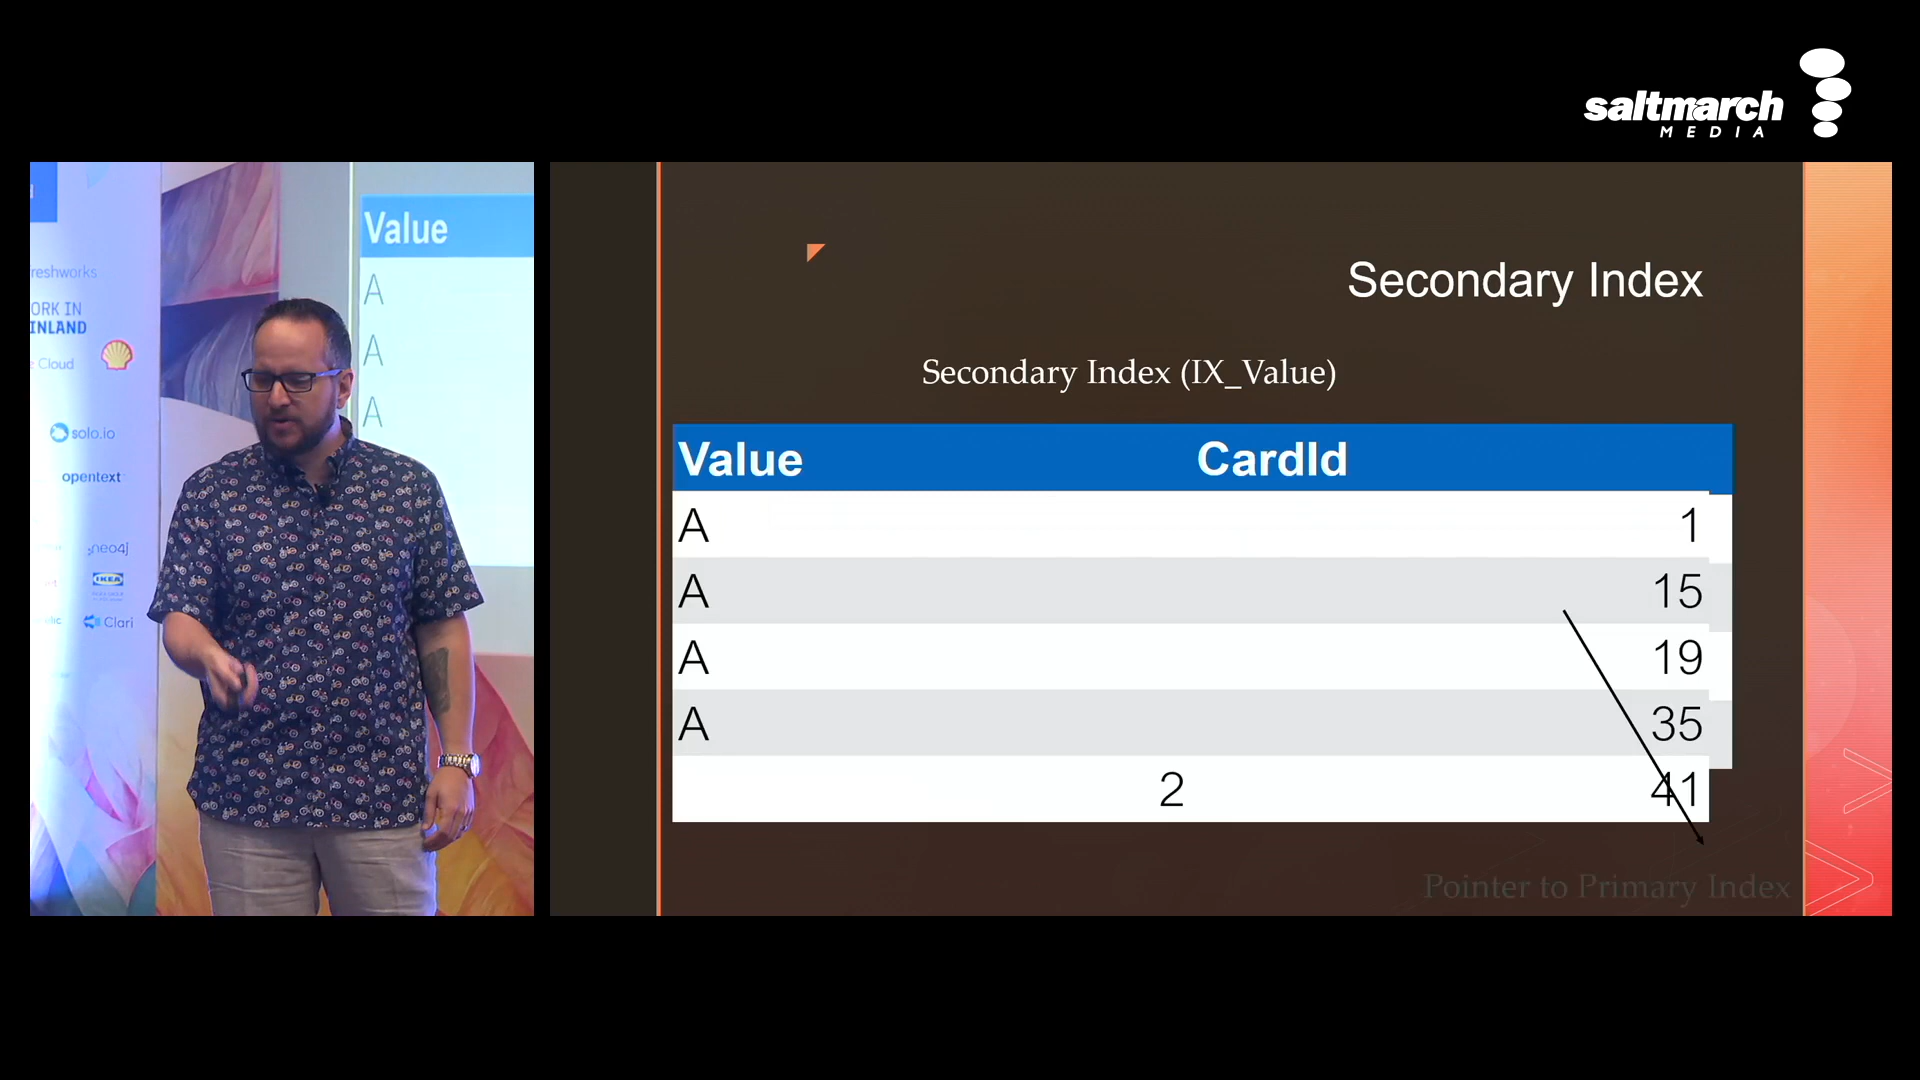 saltmarch
MEDIA
reshworks
ORK IN
INLAND
Cloud
solo.io
opentext
neo4j
IKEA
Clari
Value
A
A
A
Secondary Index
Secondary Index (IX_Value)
Value CardId
A 1
A 15
A 19
A 35
2 41
Pointer to Primary Index